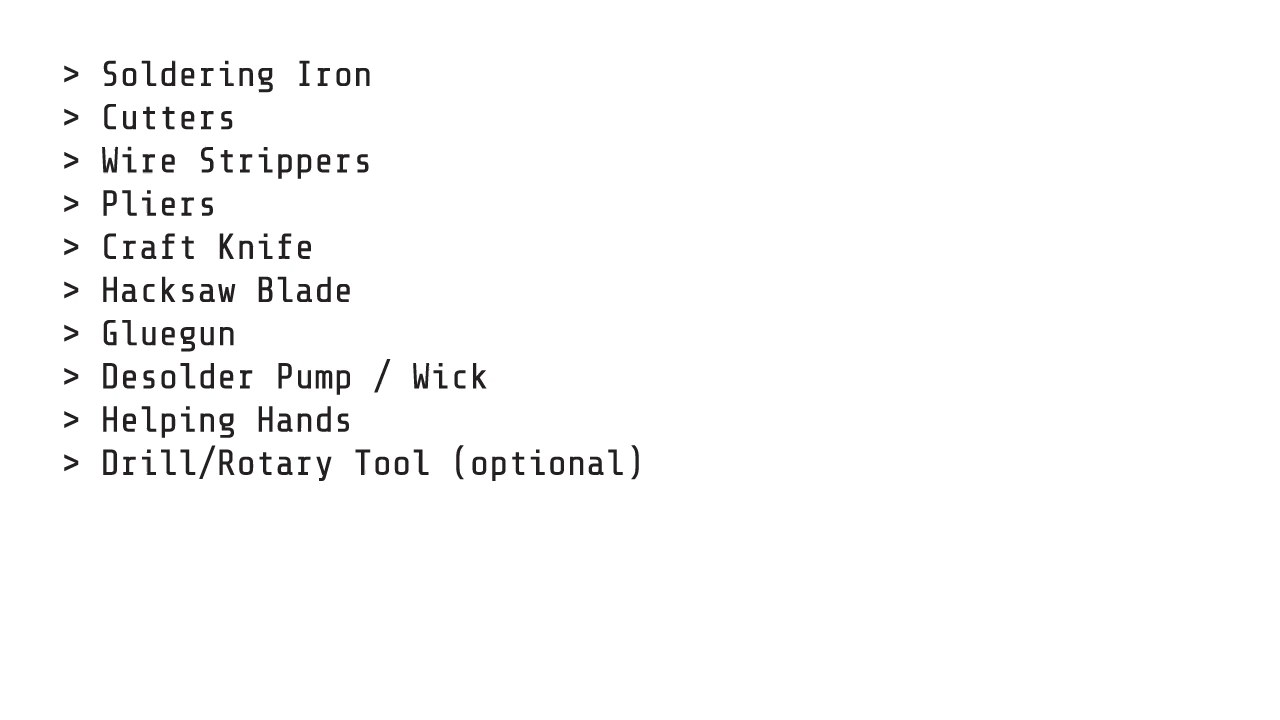 > Soldering Iron
> Cutters
> Wire Strippers
> Pliers
> Craft Knife
> Hacksaw Blade
> Gluegun
> Desolder Pump / Wick
> Helping Hands
> Drill/Rotary Tool (optional)